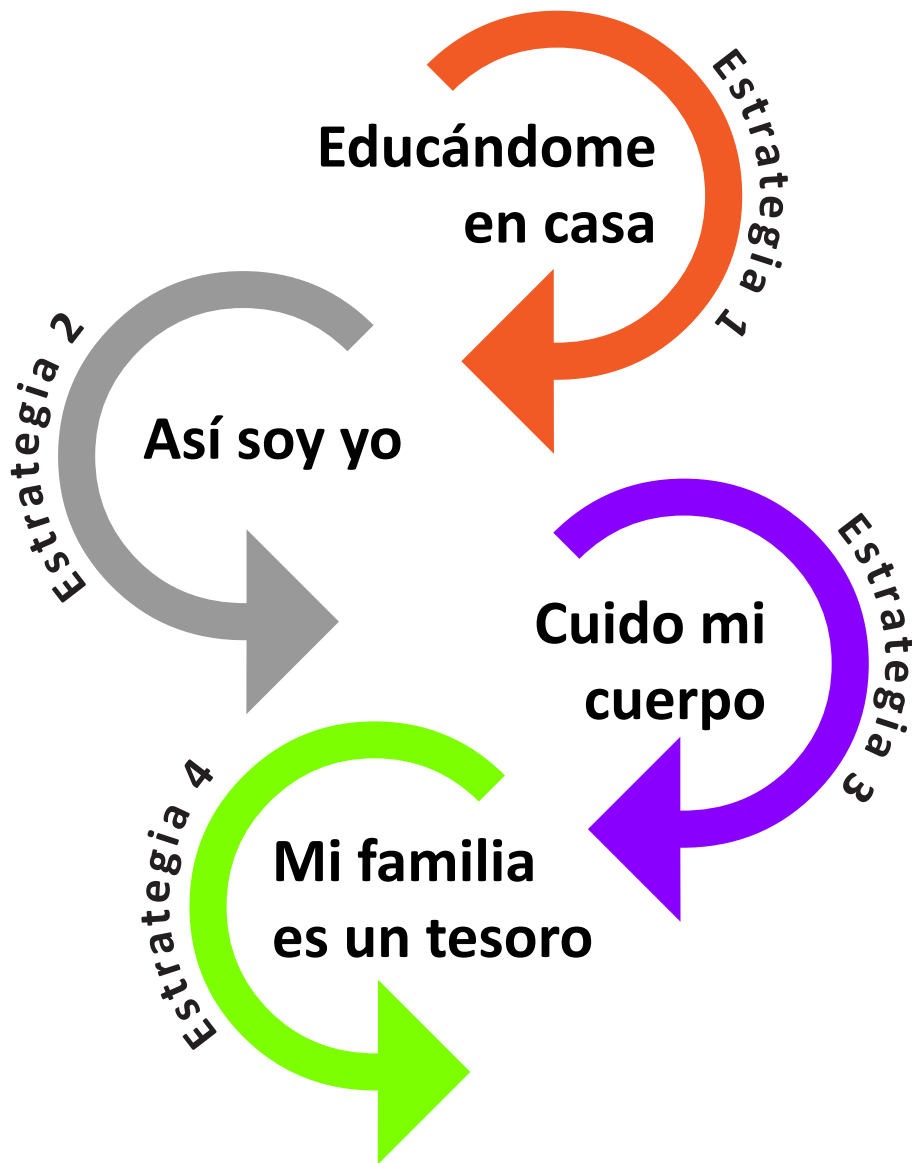 Estrategia 1
Educándome
en casa
Estrategia 2
Así soy yo
Estrategia 3
Cuido mi
cuerpo
Estrategia 4
Mi familia
es un tesoro